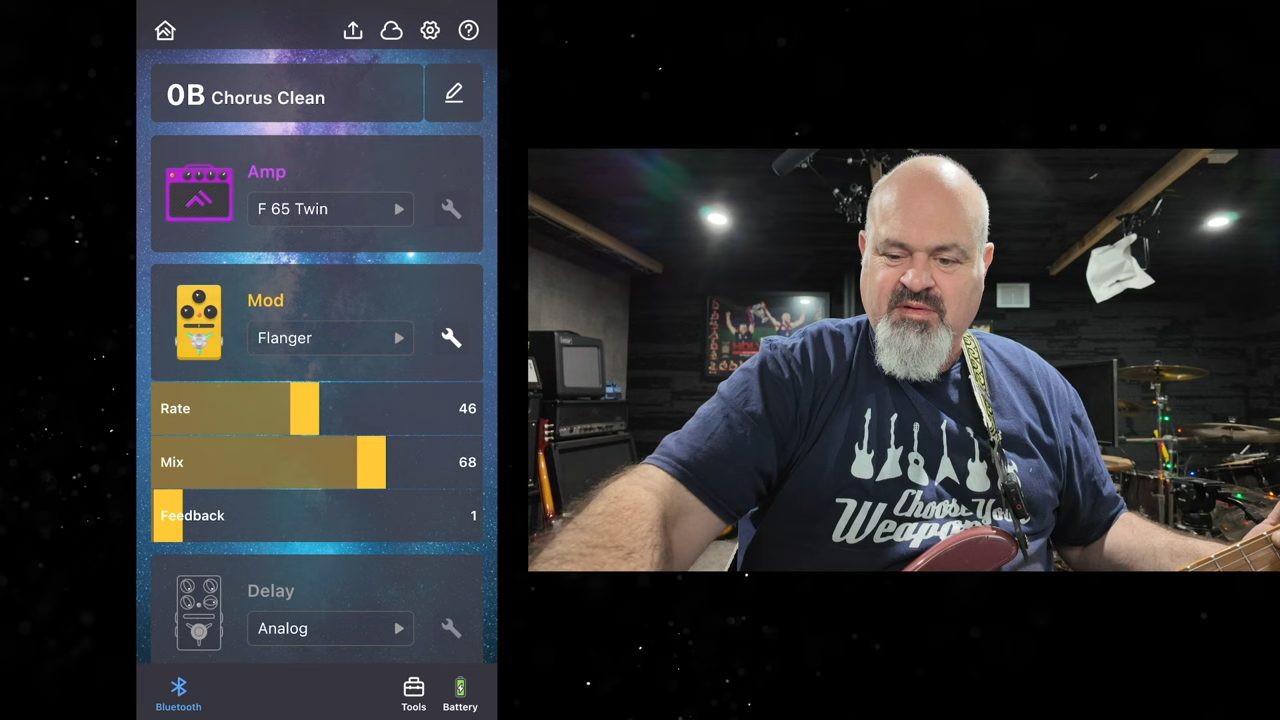 0B Chorus Clean
Amp
F 65 Twin
Mod
Flanger
Rate 46
Mix 68
Feedback 1
Delay
Analog
Bluetooth
Tools
Battery
Choose Your
Weapon